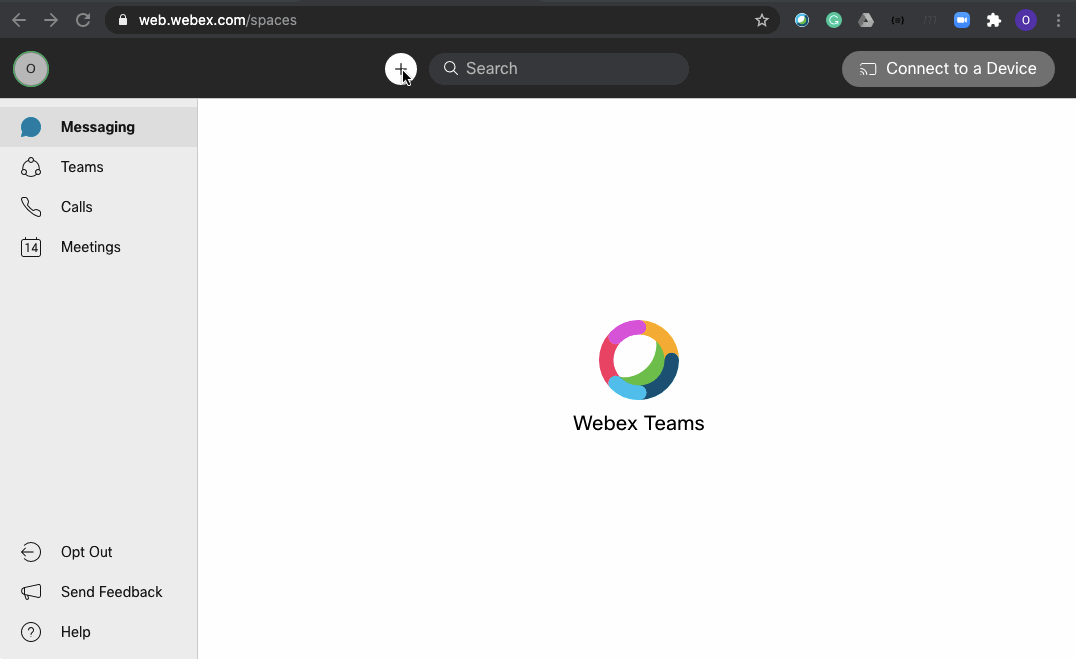 web.webex.com/spaces
O
O
Search
Connect to a Device
Messaging
Teams
Calls
14
Meetings
Webex Teams
Opt Out
Send Feedback
? Help